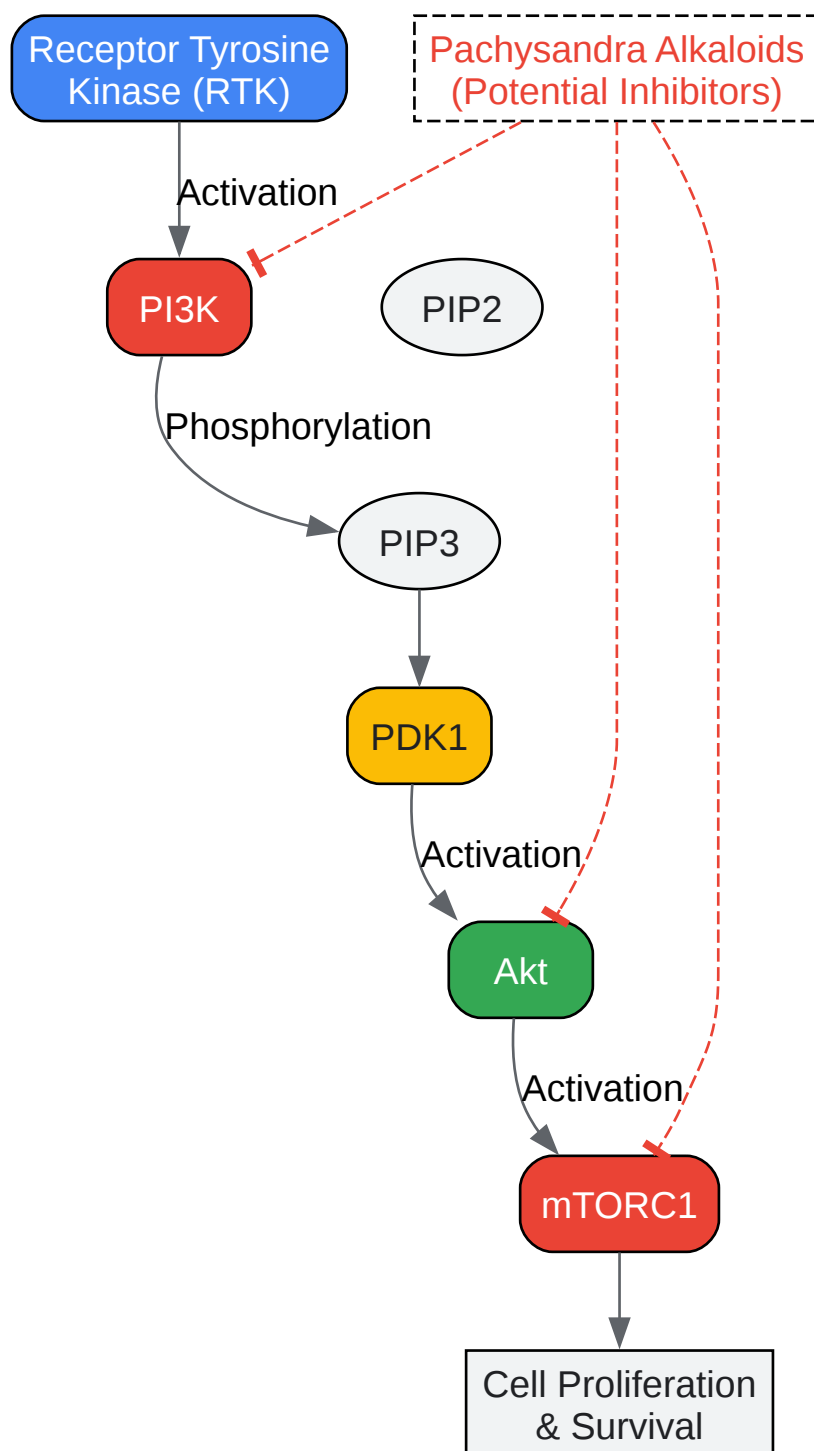 Receptor Tyrosine
Kinase (RTK)
Pachysandra Alkaloids
(Potential Inhibitors)
Activation
PI3K
PIP2
Phosphorylation
PIP3
PDK1
Activation
Akt
Activation
mTORC1
Cell Proliferation
& Survival